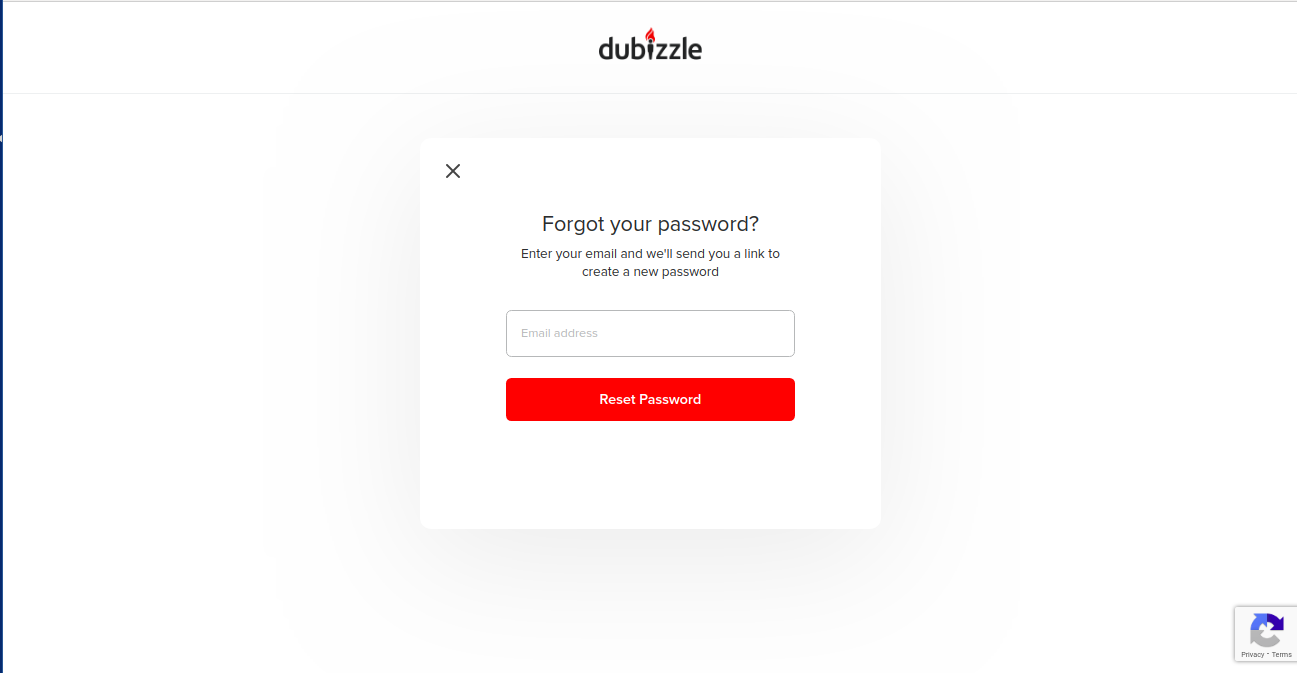 dubizzle
Forgot your password?
Enter your email and we'll send you a link to
create a new password
Email address
Reset Password
Privacy - Terms